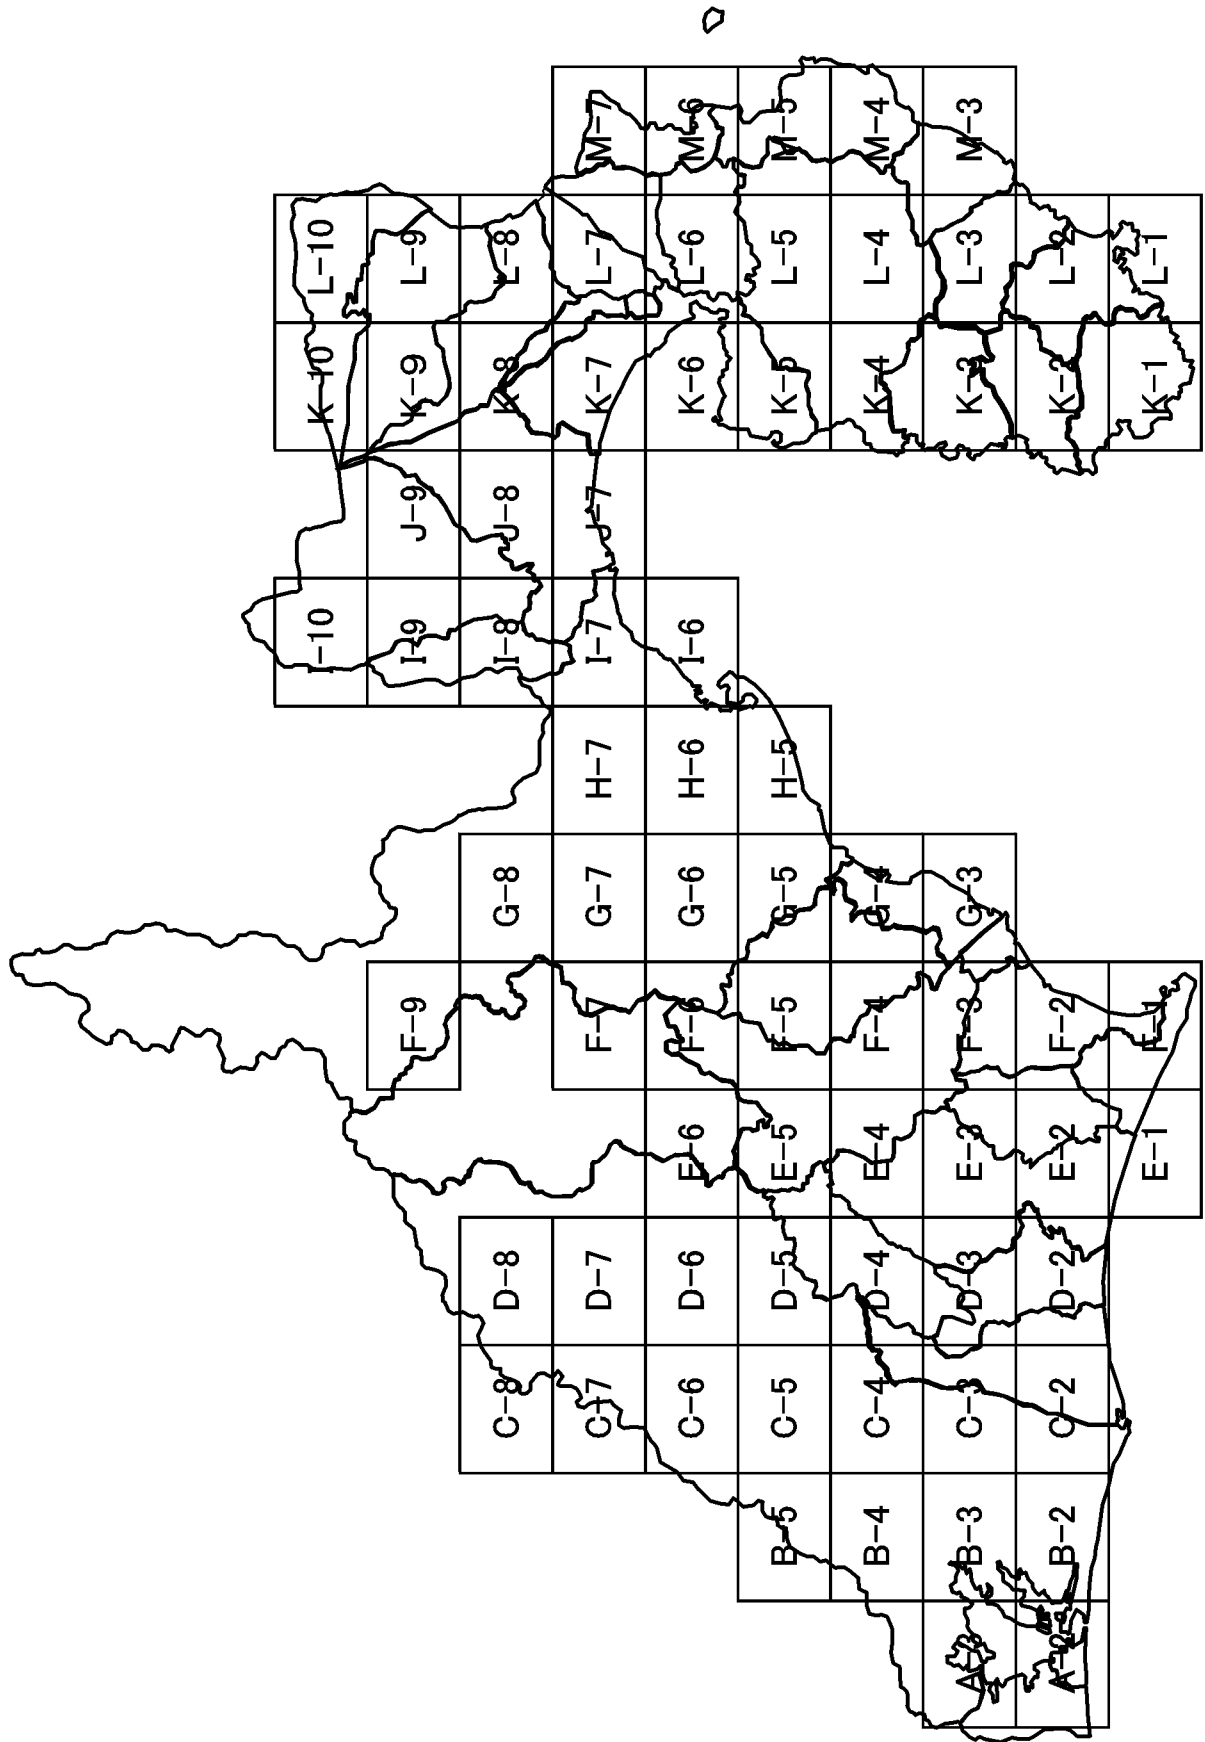 I-10 K-10 L-10
F-9 I-9 J-9 K-9 L-9
C-8 D-8 G-8 I-8 J-8 K-8 L-8
C-7 D-7 F-7 G-7 H-7 I-7 J-7 K-7 L-7 M-7
C-6 D-6 E-6 F-6 G-6 H-6 I-6 K-6 L-6 M-6
B-5 C-5 D-5 E-5 F-5 G-5 H-5 K-5 L-5 M-5
B-4 C-4 D-4 E-4 F-4 G-4 K-4 L-4 M-4
A-3 B-3 C-3 D-3 E-3 F-3 G-3 K-3 L-3 M-3
A-2 B-2 C-2 D-2 E-2 F-2 K-2 L-2
E-1 F-1 K-1 L-1